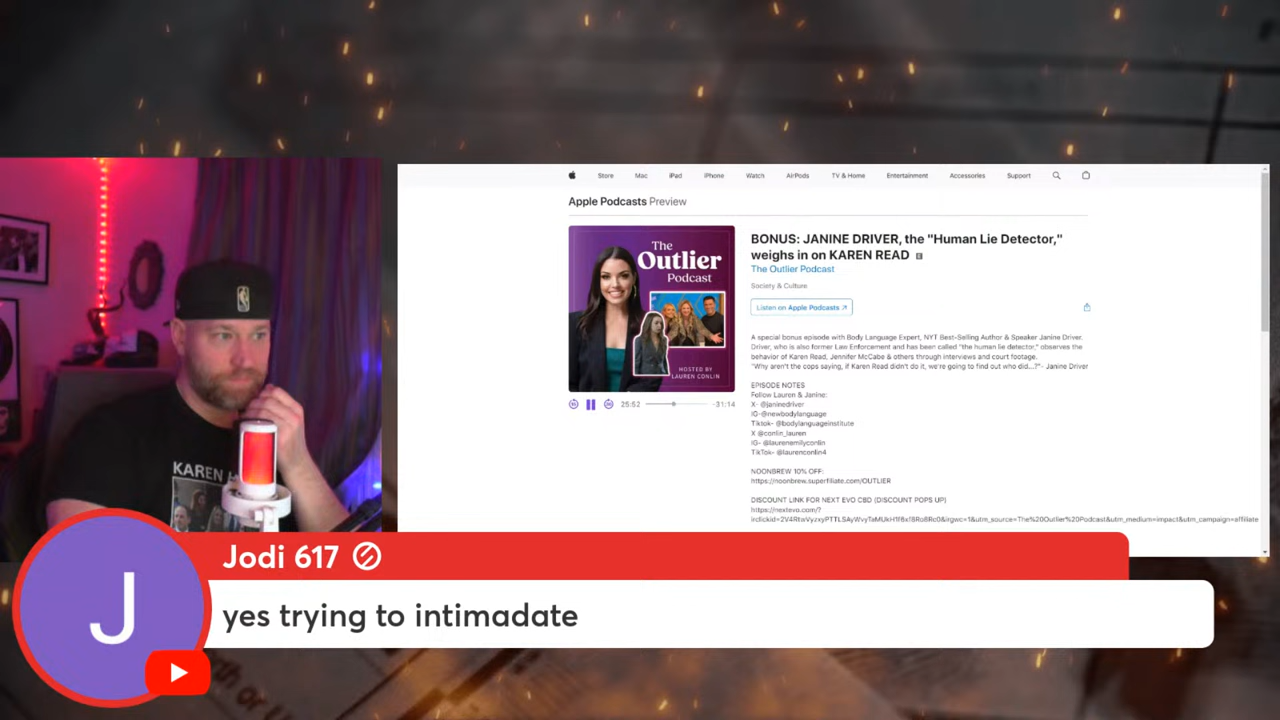 Store Mac iPad iPhone Watch AirPods TV & Home Entertainment Accessories Support
Apple Podcasts Preview
The
Outlier
Podcast
HOSTED BY
LAUREN CONLIN
25:52
-31:14
BONUS: JANINE DRIVER, the "Human Lie Detector,"
weighs in on KAREN READ E
The Outlier Podcast
Society & Culture
Listen on Apple Podcasts ↗
A special bonus episode with Body Language Expert, NYT Best-Selling Author & Speaker Janine Driver.
Driver, who is also former Law Enforcement and has been called "the human lie detector," observes the
behavior of Karen Read, Jennifer McCabe & others through interviews and court footage.
"Why aren't the cops saying, if Karen Read didn't do it, we're going to find out who did...?"- Janine Driver
EPISODE NOTES
Follow Lauren & Janine:
X- @janinedriver
IG-@newbodylanguage
Tiktok- @bodylanguageinstitute
X @conlin_lauren
IG- @laurenemilyconlin
TikTok- @laurenconlin4
NOONBREW 10% OFF:
https://noonbrew.superfiliate.com/OUTLIER
DISCOUNT LINK FOR NEXT EVO CBD (DISCOUNT POPS UP)
https://nextevo.com/?
KAREN
Jodi 617
J
yes trying to intimadate